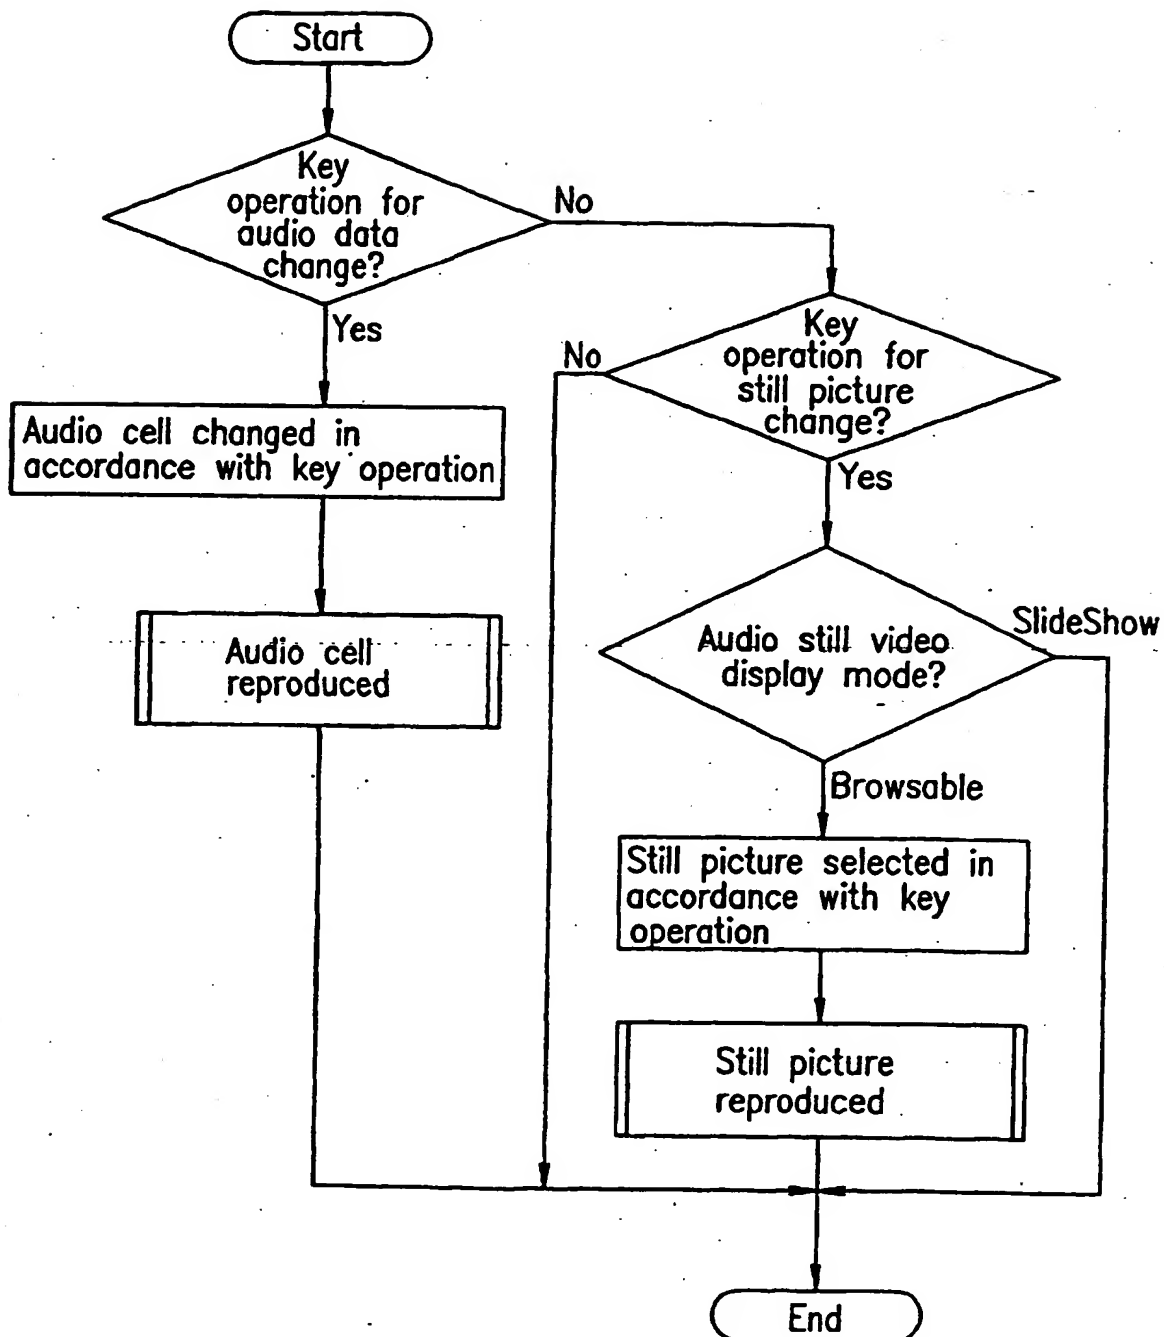 Start
Key
operation for
audio data
change?
No
Yes
Key
operation for
still picture
change?
No
Yes
Audio cell changed in
accordance with key operation
Audio cell
reproduced
Audio still video
display mode?
SlideShow
Browsable
Still picture selected in
accordance with key
operation
Still picture
reproduced
End